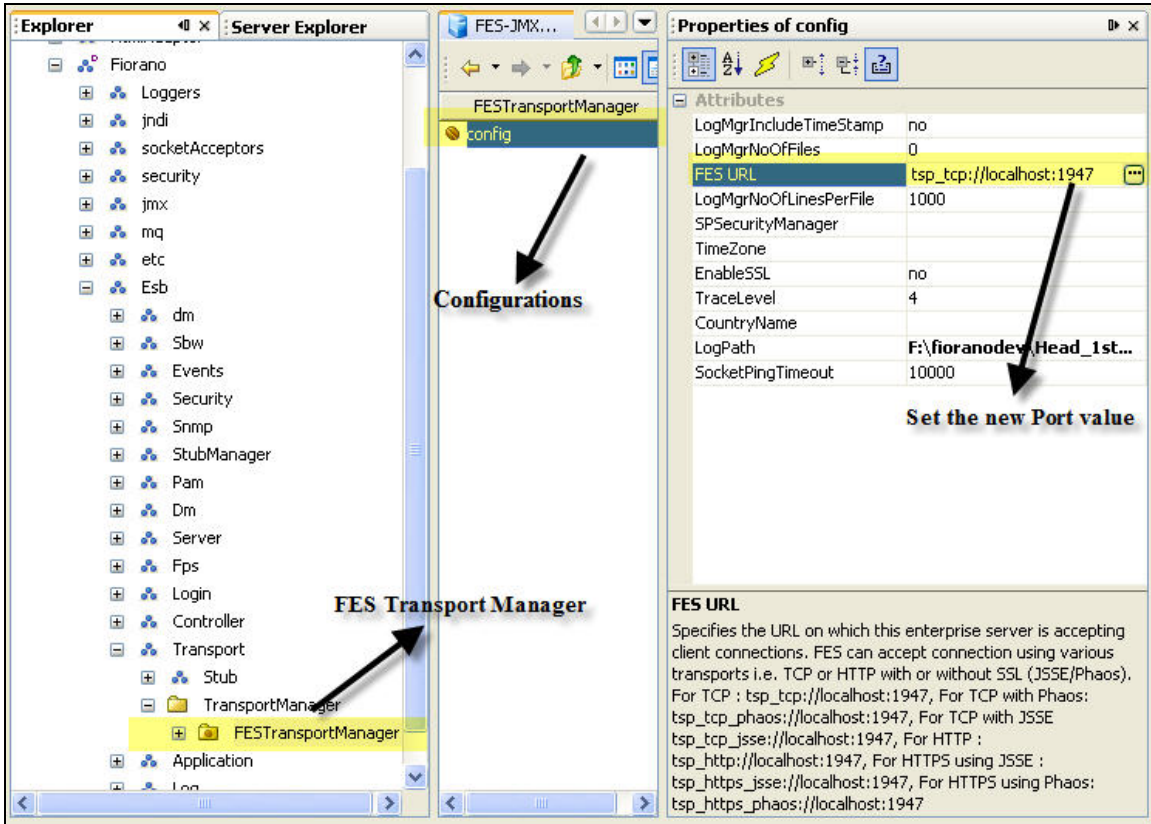 Explorer
Server Explorer
Fiorano
Loggers
jndi
socketAcceptors
security
jmx
mq
etc
Esb
dm
Sbw
Events
Security
Snmp
StubManager
Pam
Dm
Server
Fps
Login
Controller
Transport
Stub
TransportManager
FESTransportManager
Application
FES Transport Manager
FES-JMX...
FESTransportManager
config
Configurations
Properties of config
Attributes
LogMgrIncludeTimeStamp no
LogMgrNoOfFiles 0
FES URL tsp_tcp://localhost:1947
LogMgrNoOfLinesPerFile 1000
SPSecurityManager
TimeZone
EnableSSL no
TraceLevel 4
CountryName
LogPath F:\fioranodev\Head_1st...
SocketPingTimeout 10000
Set the new Port value
FES URL
Specifies the URL on which this enterprise server is accepting
client connections. FES can accept connection using various
transports i.e. TCP or HTTP with or without SSL (JSSE/Phaos).
For TCP : tsp_tcp://localhost:1947, For TCP with Phaos:
tsp_tcp_phaos://localhost:1947, For TCP with JSSE
tsp_tcp_jsse://localhost:1947, For HTTP :
tsp_http://localhost:1947, For HTTPS using JSSE :
tsp_https_jsse://localhost:1947, For HTTPS using Phaos:
tsp_https_phaos://localhost:1947